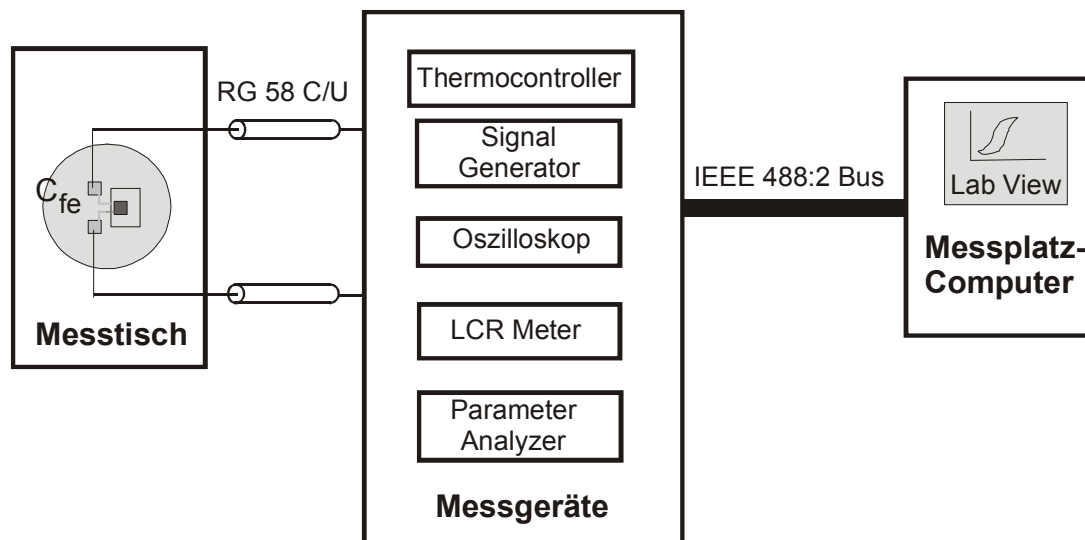 RG 58 C/U
C
fe
Messtisch
Thermocontroller
Signal
Generator
Oszilloskop
LCR Meter
Parameter
Analyzer
Messgeräte
IEEE 488:2 Bus
Lab View
Messplatz-
Computer